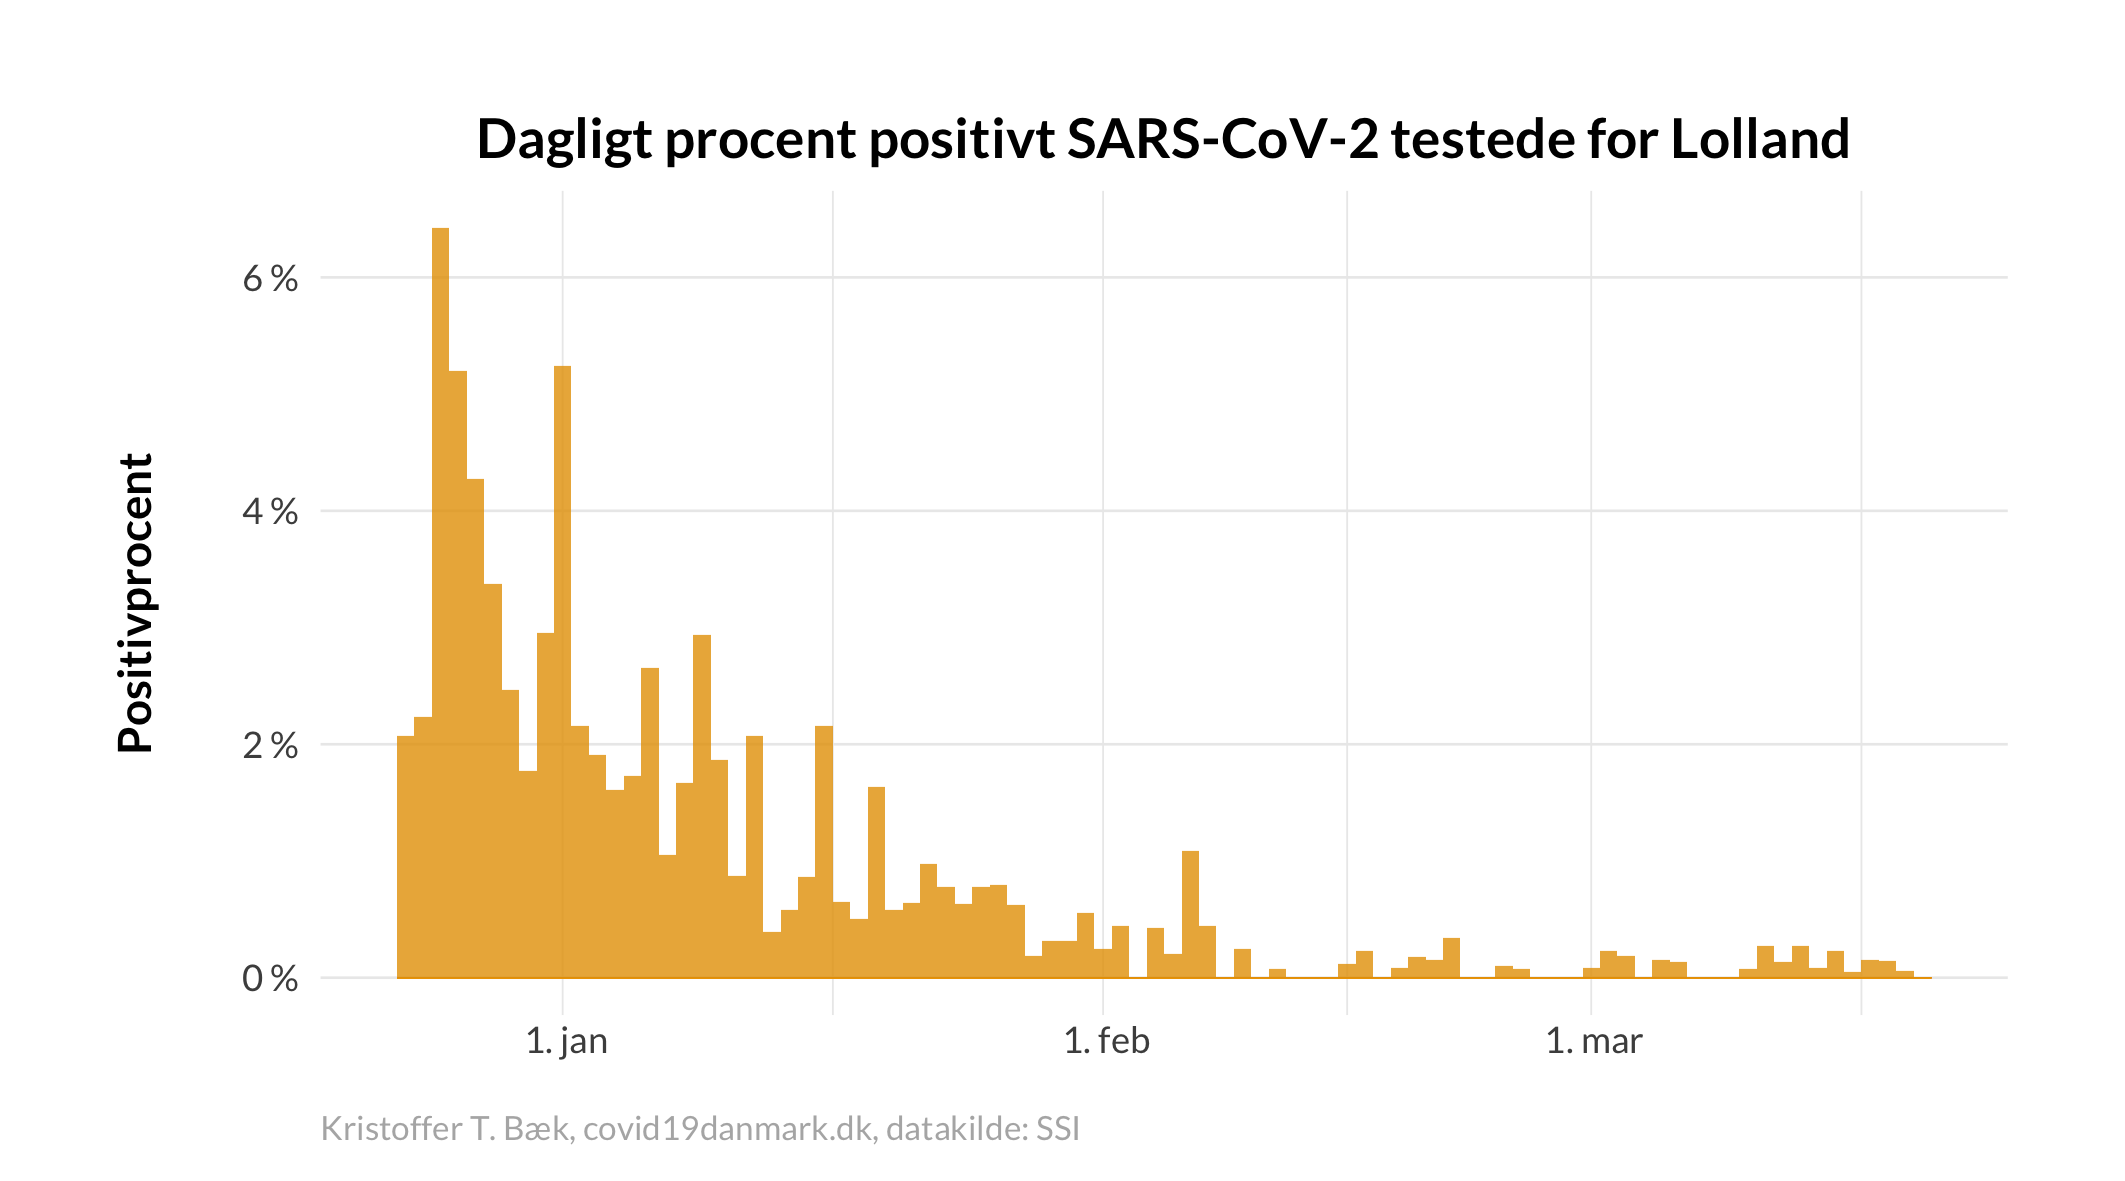 Dagligt procent positivt SARS-CoV-2 testede for Lolland
Positivprocent
6 %
4 %
2 %
0 %
1. jan
1. feb
1. mar
Kristoffer T. Bæk, covid19danmark.dk, datakilde: SSI